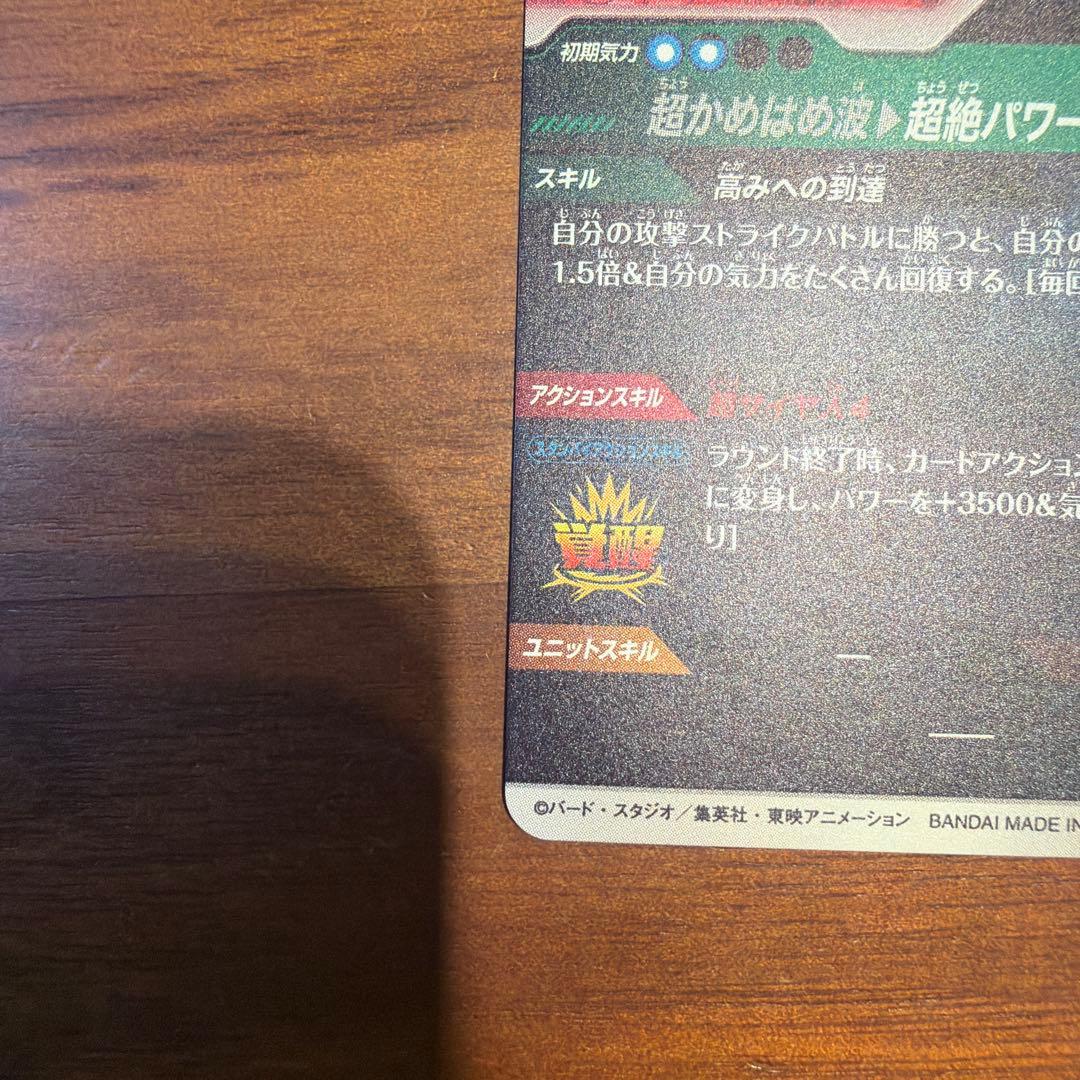 初期気力
超かめはめ波▶超絶パワー
スキル
高みへの到達
自分の攻撃ストライクバトルに勝つと、自分の
1.5倍&自分の気力をたくさん回復する。[毎回
アクションスキル
超サイヤ人4
スタンバイアクションスキル
ラウンド終了時、カードアクション
に変身し、パワーを+3500&気
り]
覚醒
ユニットスキル
—
©バード・スタジオ／集英社・東映アニメーション BANDAI MADE IN